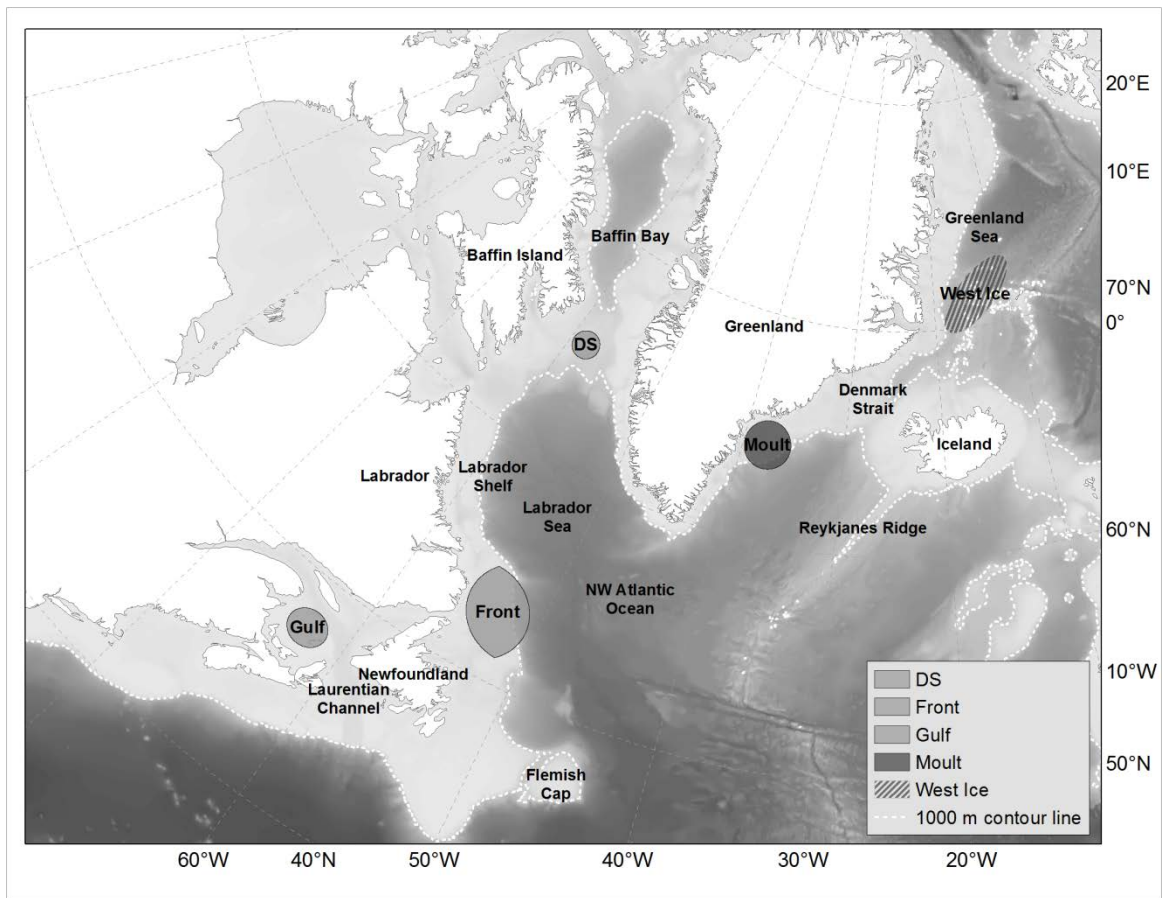 20°E
10°E
Greenland
Sea
Baffin Bay
Baffin Island
West Ice
70°N
0°
Greenland
DS
Denmark
Strait
Moult
Iceland
Labrador
Labrador
Shelf
Labrador
Sea
Reykjanes Ridge
60°N
NW Atlantic
Ocean
Front
Gulf
Newfoundland
Laurentian
Channel
10°W
50°N
Flemish
Cap
DS
Front
Gulf
Moult
West Ice
1000 m contour line
60°W
40°N
50°W
40°W
30°W
20°W